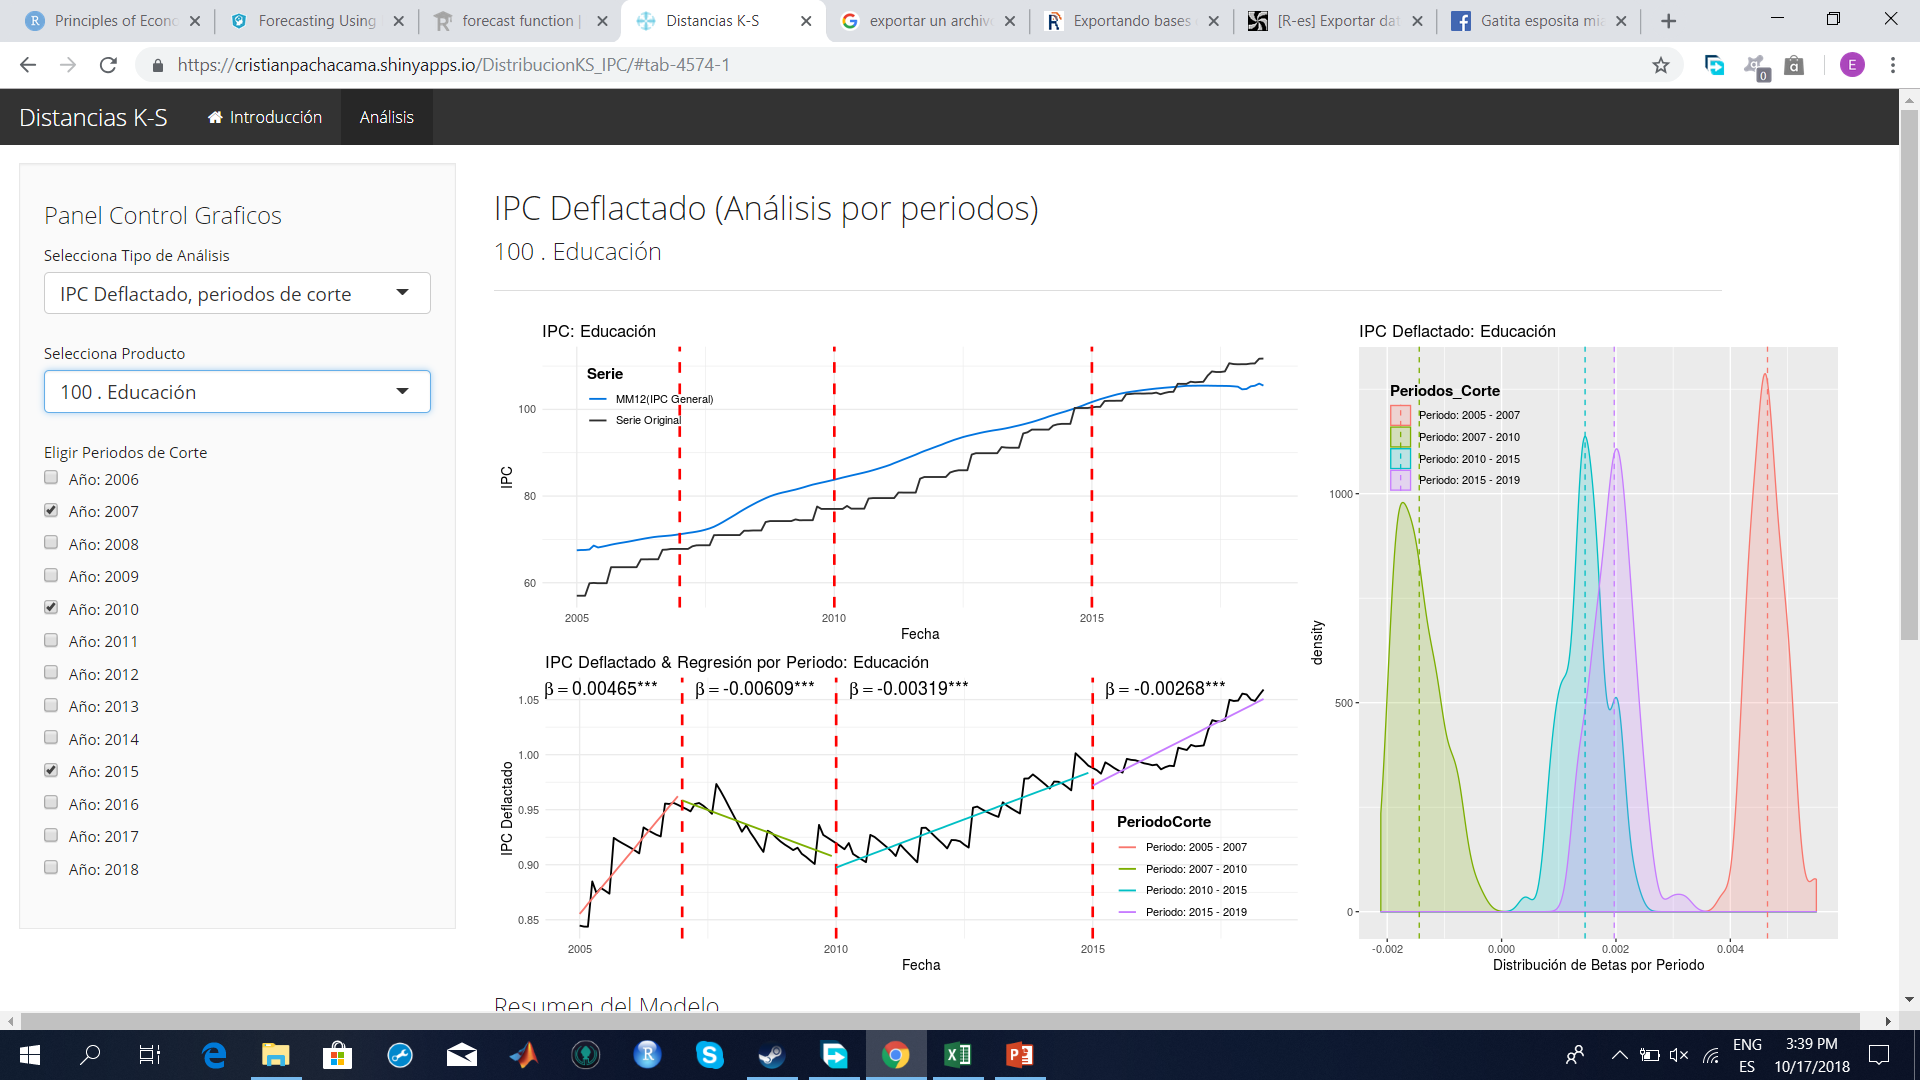 Principles of Econo
Forecasting Using
forecast function |
Distancias K-S
exportar un archivo
Exportando bases
[R-es] Exportar dat
Gatita esposita mia
https://cristianpachacama.shinyapps.io/DistribucionKS_IPC/#tab-4574-1
0
E
Distancias K-S
Introducción
Análisis
Panel Control Graficos
Selecciona Tipo de Análisis
IPC Deflactado, periodos de corte
Selecciona Producto
100 . Educación
Eligir Periodos de Corte
Año: 2006
Año: 2007
Año: 2008
Año: 2009
Año: 2010
Año: 2011
Año: 2012
Año: 2013
Año: 2014
Año: 2015
Año: 2016
Año: 2017
Año: 2018
IPC Deflactado (Análisis por periodos)
100 . Educación
IPC: Educación
Serie
MM12(IPC General)
Serie Original
IPC
100
80
60
2005
2010
2015
Fecha
IPC Deflactado & Regresión por Periodo: Educación
β = 0.00465***
β = -0.00609***
β = -0.00319***
β = -0.00268***
IPC Deflactado
1.05
1.00
0.95
0.90
0.85
PeriodoCorte
Periodo: 2005 - 2007
Periodo: 2007 - 2010
Periodo: 2010 - 2015
Periodo: 2015 - 2019
2005
2010
2015
Fecha
IPC Deflactado: Educación
Periodos_Corte
Periodo: 2005 - 2007
Periodo: 2007 - 2010
Periodo: 2010 - 2015
Periodo: 2015 - 2019
density
1000
500
0
-0.002
0.000
0.002
0.004
Distribución de Betas por Periodo
Resumen del Modelo
ENG
ES
3:39 PM
10/17/2018